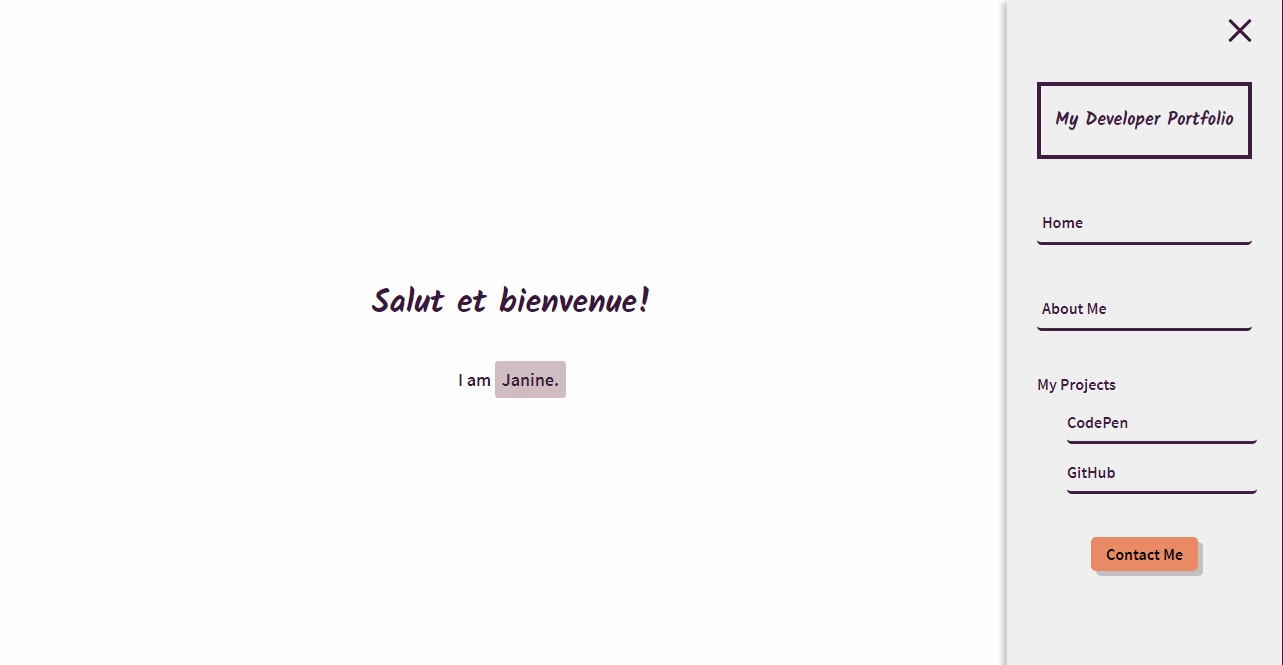 Salut et bienvenue!
I am Janine.
My Developer Portfolio
Home
About Me
My Projects
CodePen
GitHub
Contact Me